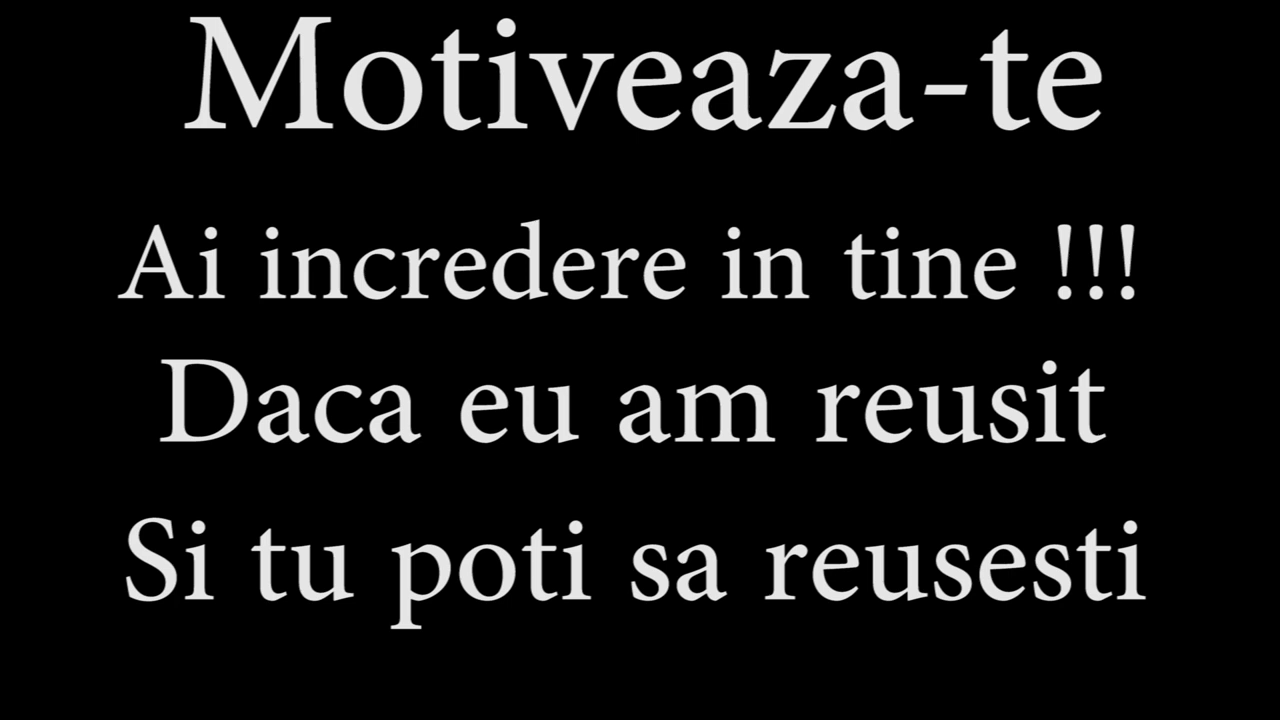 Motiveaza-te
Ai incredere in tine !!!
Daca eu am reusit
Si tu poti sa reusesti